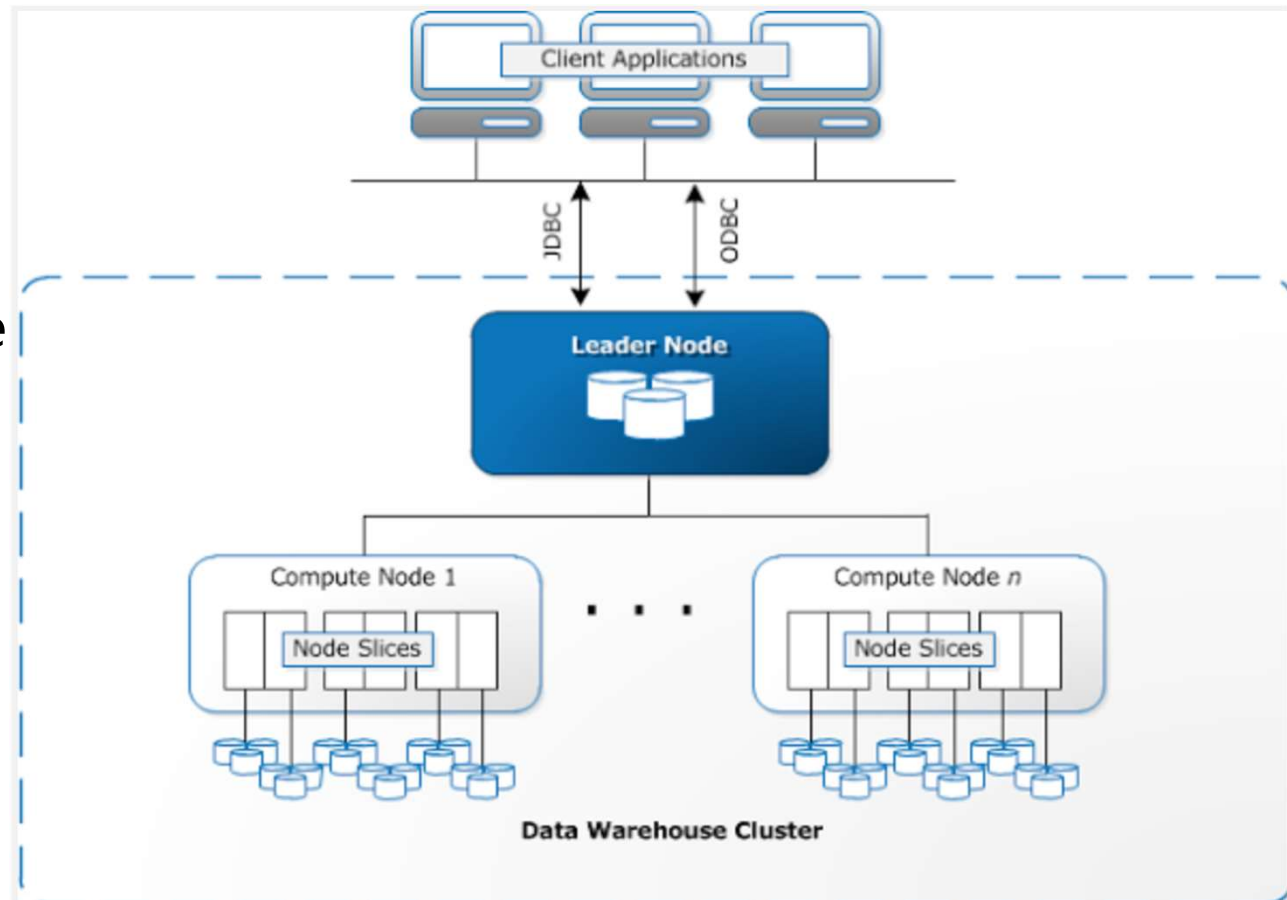 Client Applications
JDBC
ODBC
e
Leader Node
Compute Node 1
Compute Node n
. . .
Node Slices
Node Slices
Data Warehouse Cluster